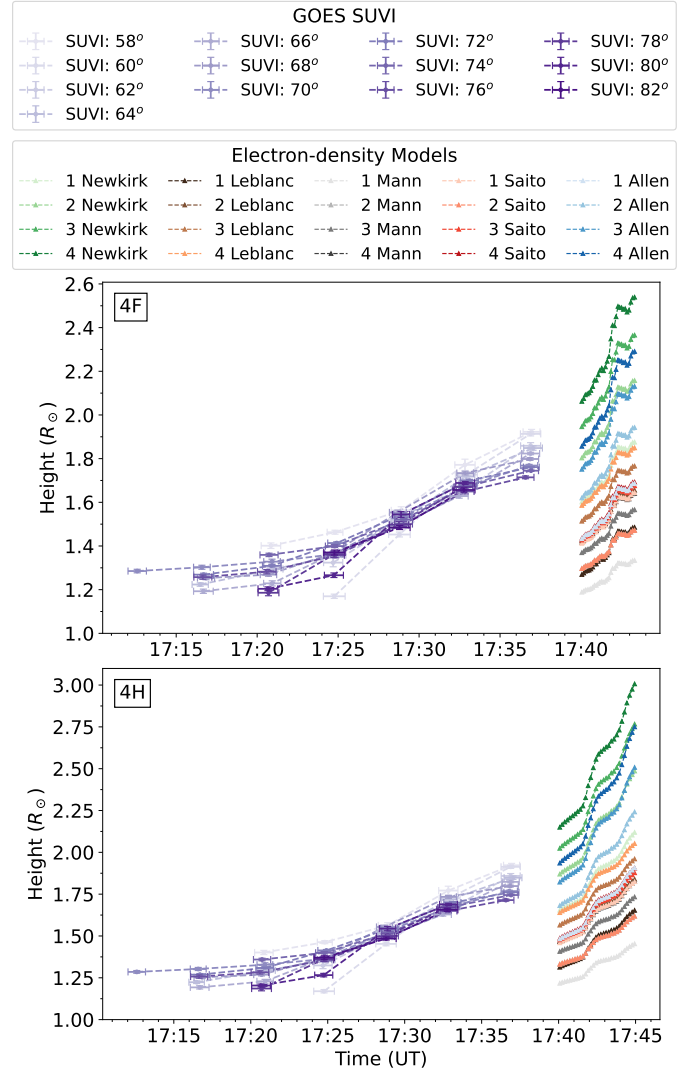 GOES SUVI
SUVI: 58° SUVI: 66° SUVI: 72° SUVI: 78°
SUVI: 60° SUVI: 68° SUVI: 74° SUVI: 80°
SUVI: 62° SUVI: 70° SUVI: 76° SUVI: 82°
SUVI: 64°
Electron-density Models
1 Newkirk 1 Leblanc 1 Mann 1 Saito 1 Allen
2 Newkirk 2 Leblanc 2 Mann 2 Saito 2 Allen
3 Newkirk 3 Leblanc 3 Mann 3 Saito 3 Allen
4 Newkirk 4 Leblanc 4 Mann 4 Saito 4 Allen
4F
Height (R☉)
2.6
2.4
2.2
2.0
1.8
1.6
1.4
1.2
1.0
17:15 17:20 17:25 17:30 17:35 17:40
4H
Height (R☉)
3.00
2.75
2.50
2.25
2.00
1.75
1.50
1.25
1.00
17:15 17:20 17:25 17:30 17:35 17:40 17:45
Time (UT)